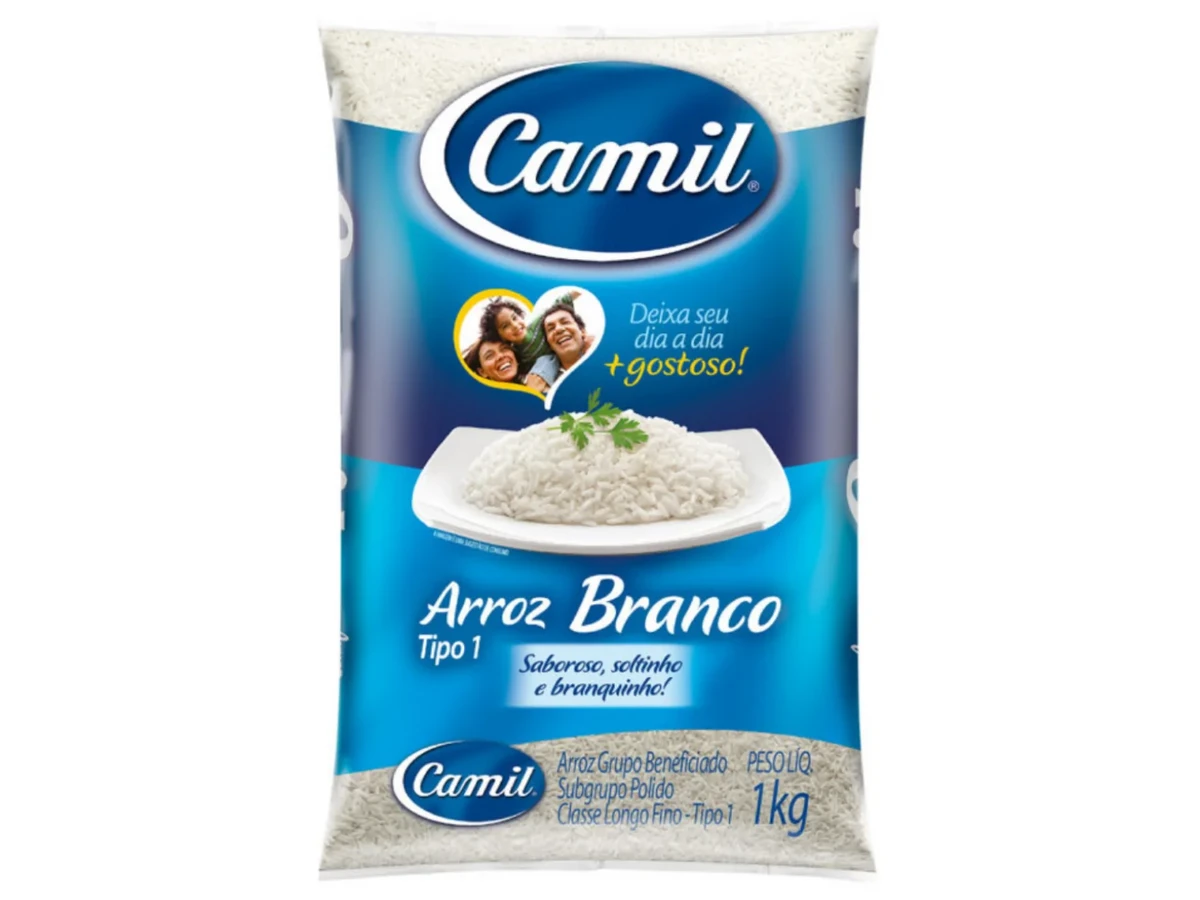 Camil®
Deixa seu
dia a dia
+gostoso!
Arroz Branco
Tipo 1
Saboroso, soltinho
e branquinho!
Camil
Arroz Grupo Beneficiado
Subgrupo Polido
Classe Longo Fino - Tipo 1
PESO LÍQ.
1kg